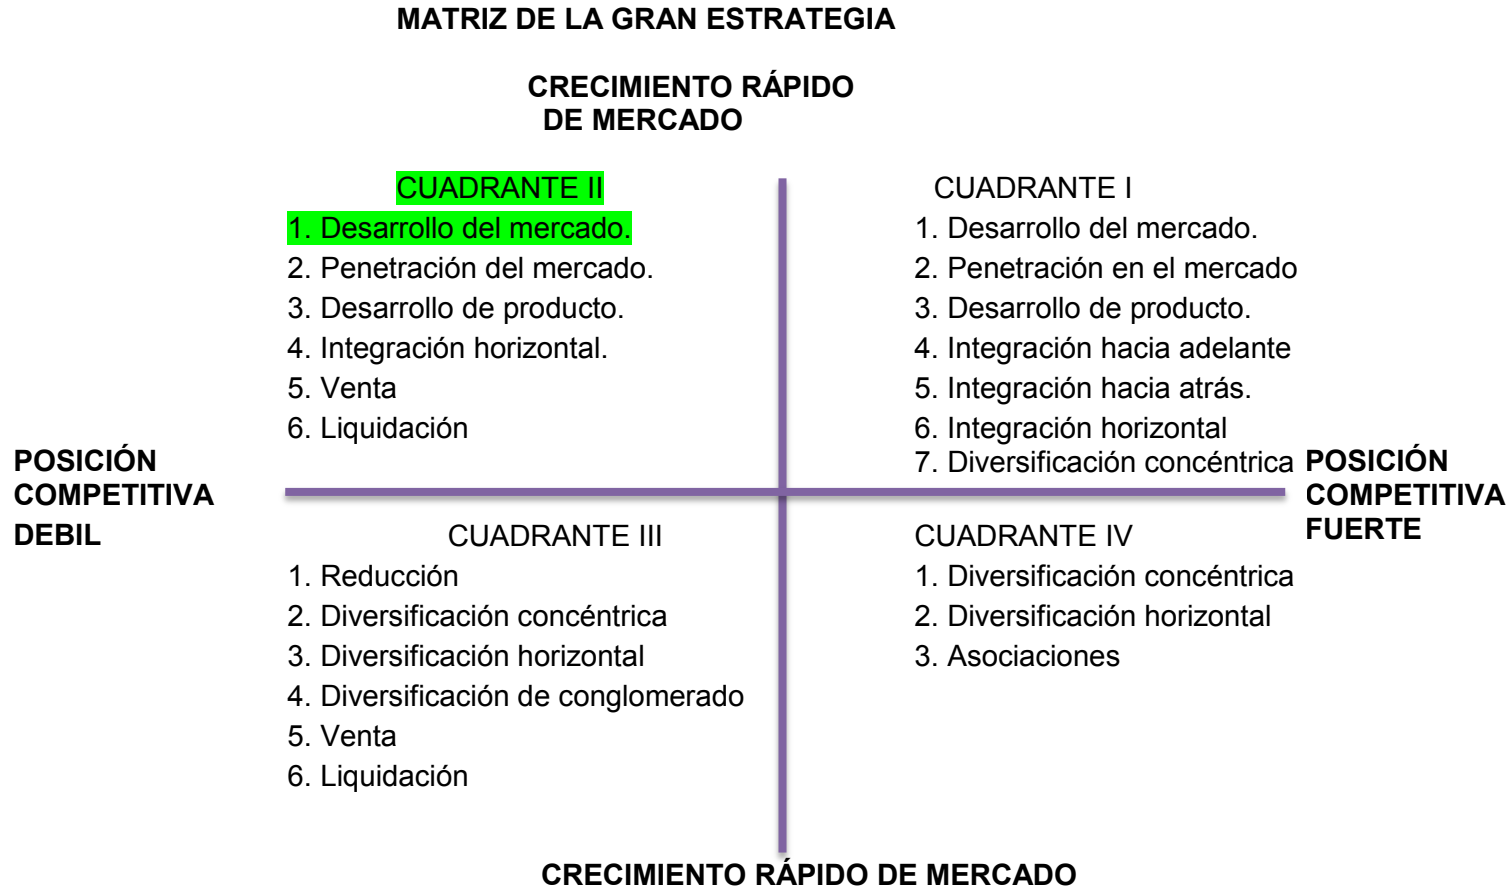 MATRIZ DE LA GRAN ESTRATEGIA
CRECIMIENTO RÁPIDO
DE MERCADO
CUADRANTE II
1. Desarrollo del mercado.
2. Penetración del mercado.
3. Desarrollo de producto.
4. Integración horizontal.
5. Venta
6. Liquidación
CUADRANTE I
1. Desarrollo del mercado.
2. Penetración en el mercado
3. Desarrollo de producto.
4. Integración hacia adelante
5. Integración hacia atrás.
6. Integración horizontal
7. Diversificación concéntrica
POSICIÓN
COMPETITIVA
DEBIL
POSICIÓN
COMPETITIVA
FUERTE
CUADRANTE III
1. Reducción
2. Diversificación concéntrica
3. Diversificación horizontal
4. Diversificación de conglomerado
5. Venta
6. Liquidación
CUADRANTE IV
1. Diversificación concéntrica
2. Diversificación horizontal
3. Asociaciones
CRECIMIENTO RÁPIDO DE MERCADO